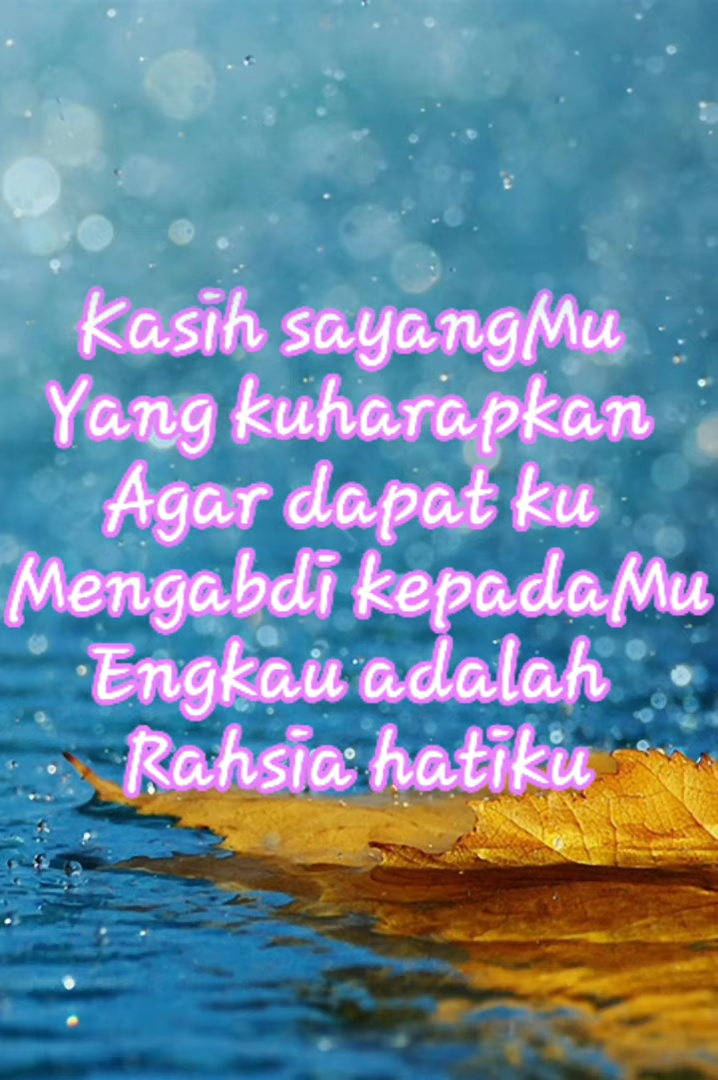 Kasih sayangMu
Yang kuharapkan
Agar dapat ku
Mengabdi kepadaMu
Engkau adalah
Rahsia hatiku